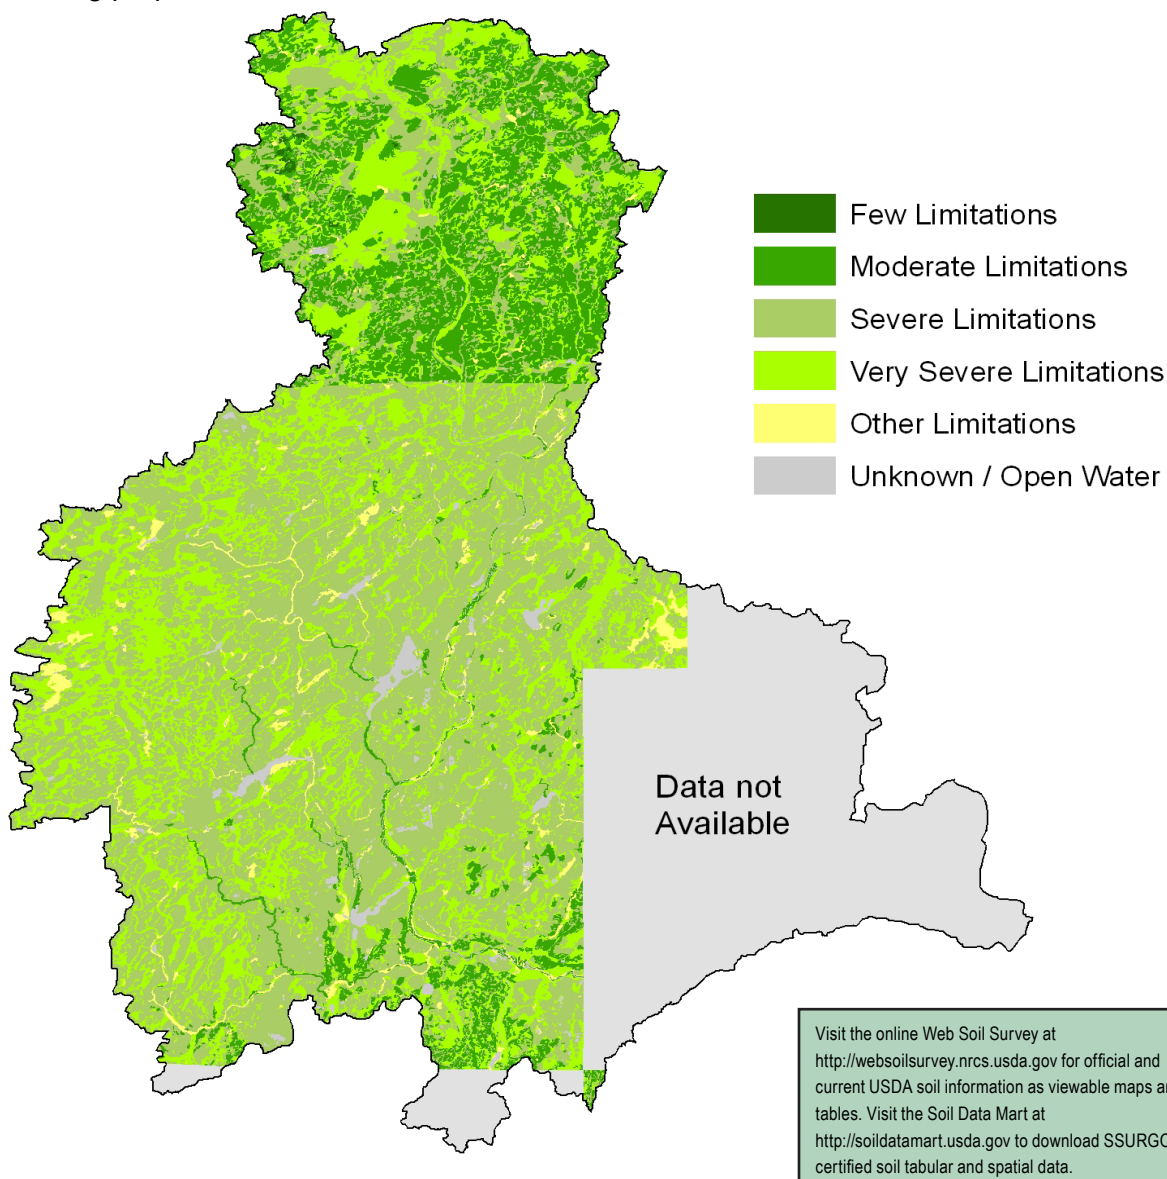 Few Limitations
Moderate Limitations
Severe Limitations
Very Severe Limitations
Other Limitations
Unknown / Open Water
Data not
Available
Visit the online Web Soil Survey at
http://websoilsurvey.nrcs.usda.gov for official and
current USDA soil information as viewable maps
tables. Visit the Soil Data Mart at
http://soildatamart.usda.gov to download SSURGO
certified soil tabular and spatial data.